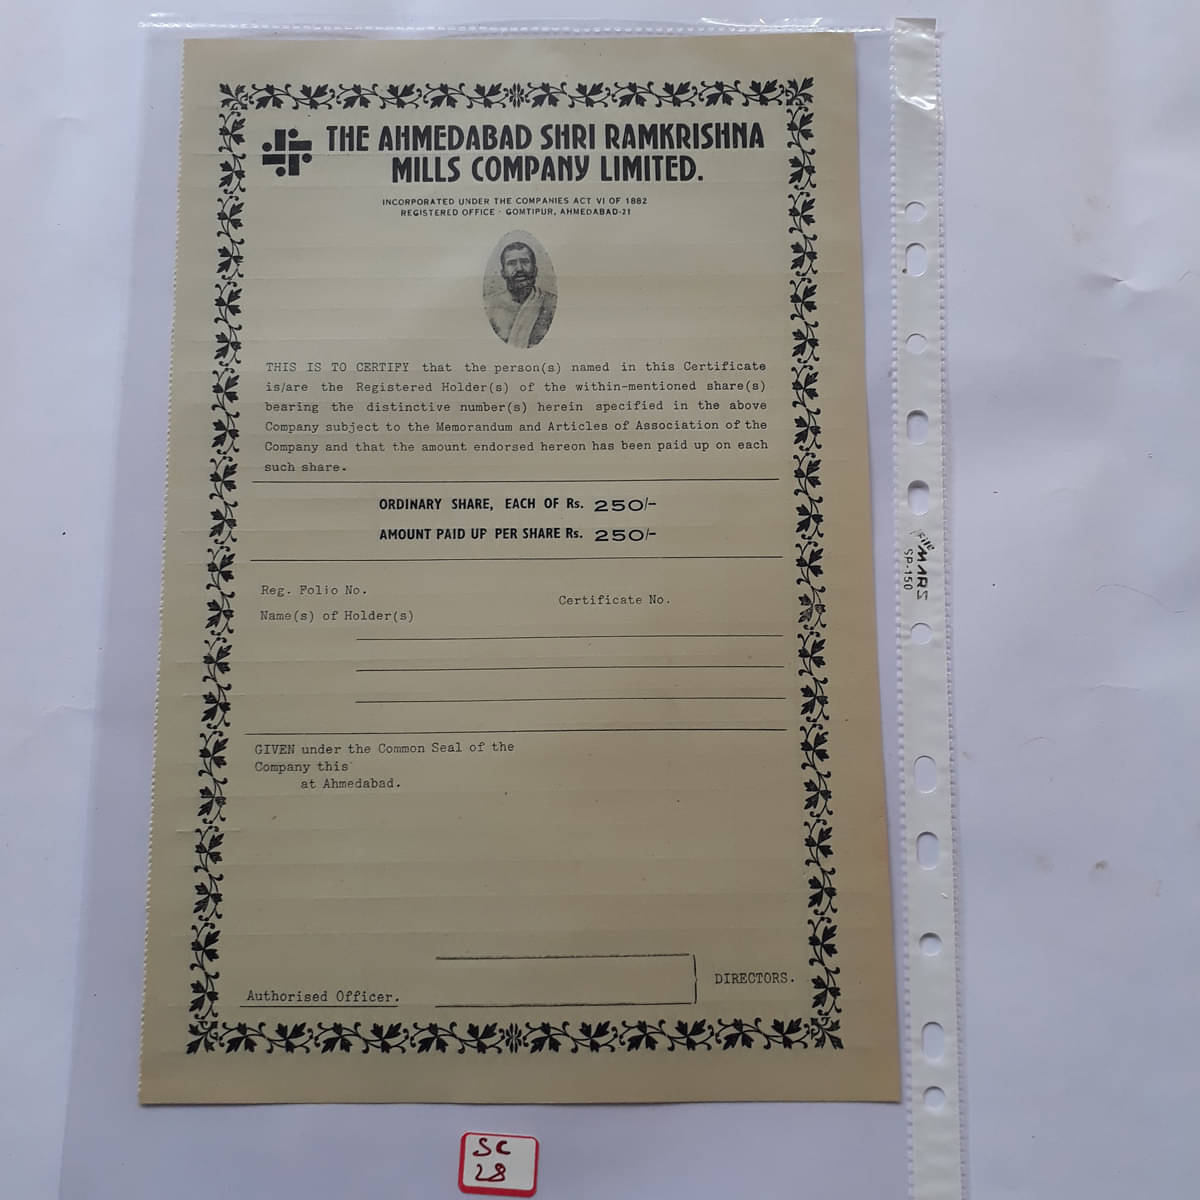 THE AHMEDABAD SHRI RAMKRISHNA
MILLS COMPANY LIMITED.
INCORPORATED UNDER THE COMPANIES ACT VI OF 1882
REGISTERED OFFICE · GOMTIPUR, AHMEDABAD-21
THIS IS TO CERTIFY that the person(s) named in this Certificate
is/are the Registered Holder(s) of the within-mentioned share(s)
bearing the distinctive number(s) herein specified in the above
Company subject to the Memorandum and Articles of Association of the
Company and that the amount endorsed hereon has been paid up on each
such share.
ORDINARY SHARE, EACH OF Rs. 250/-
AMOUNT PAID UP PER SHARE Rs. 250/-
Reg. Folio No.
Certificate No.
Name(s) of Holder(s)
GIVEN under the Common Seal of the
Company this
at Ahmedabad.
DIRECTORS.
Authorised Officer.
MARS
SP-150
SC
28